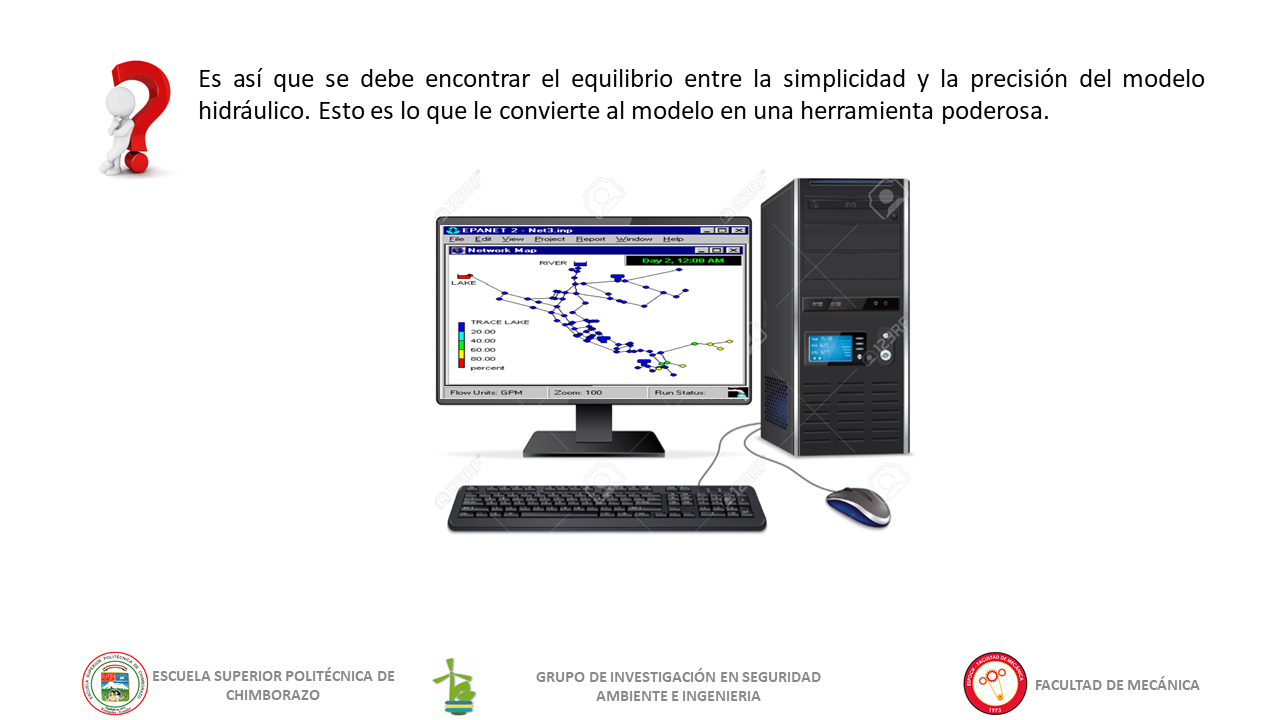 Es así que se debe encontrar el equilibrio entre la simplicidad y la precisión del modelo
hidráulico. Esto es lo que le convierte al modelo en una herramienta poderosa.
EPANET 2 - Net3.inp
File Edit View Project Report Window Help
Network Map
Day 2, 12:00 AM
RIVER
LAKE
TRACE LAKE
20.00
40.00
60.00
80.00
percent
Flow Units: GPM Zoom: 100 Run Status:
ESCUELA SUPERIOR POLITÉCNICA DE
CHIMBORAZO
GRUPO DE INVESTIGACIÓN EN SEGURIDAD
AMBIENTE E INGENIERIA
FACULTAD DE MECÁNICA
1973